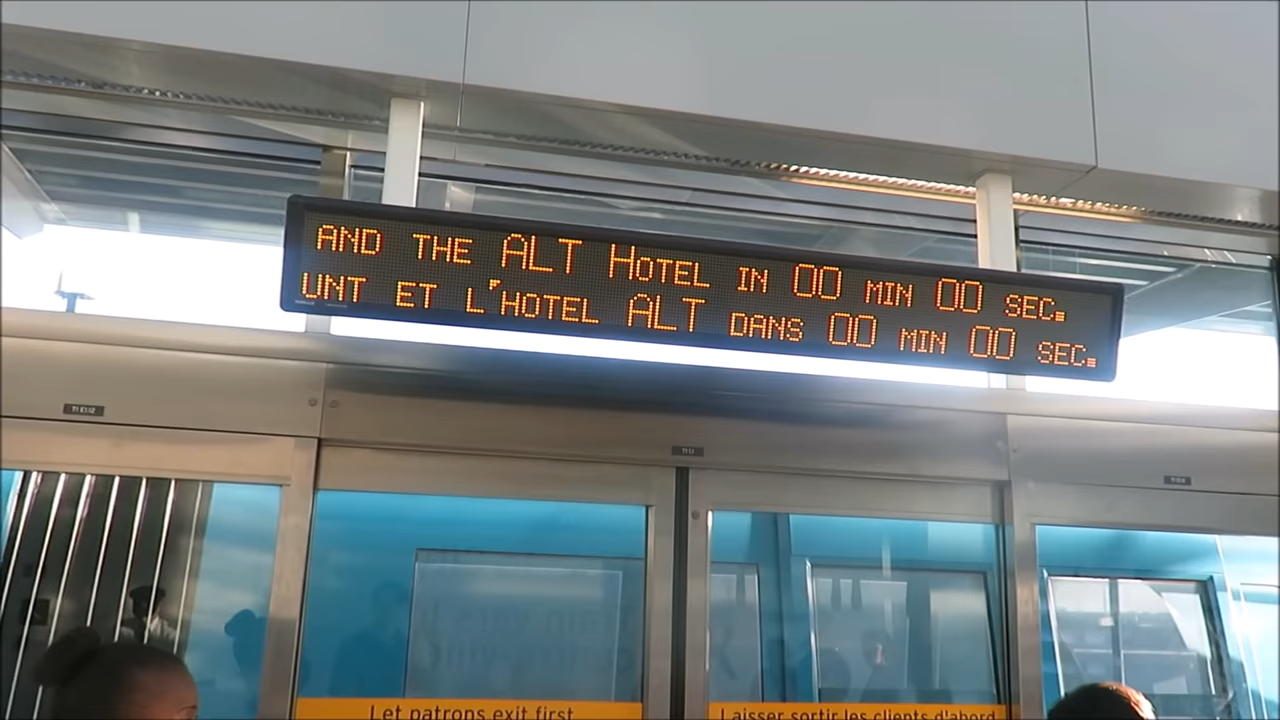 AND THE ALT HOTEL IN 00 MIN 00 SEC.
UNT ET L'HOTEL ALT DANS 00 MIN 00 SEC.
Let patrons exit first
Laisser sortir les clients d'abord